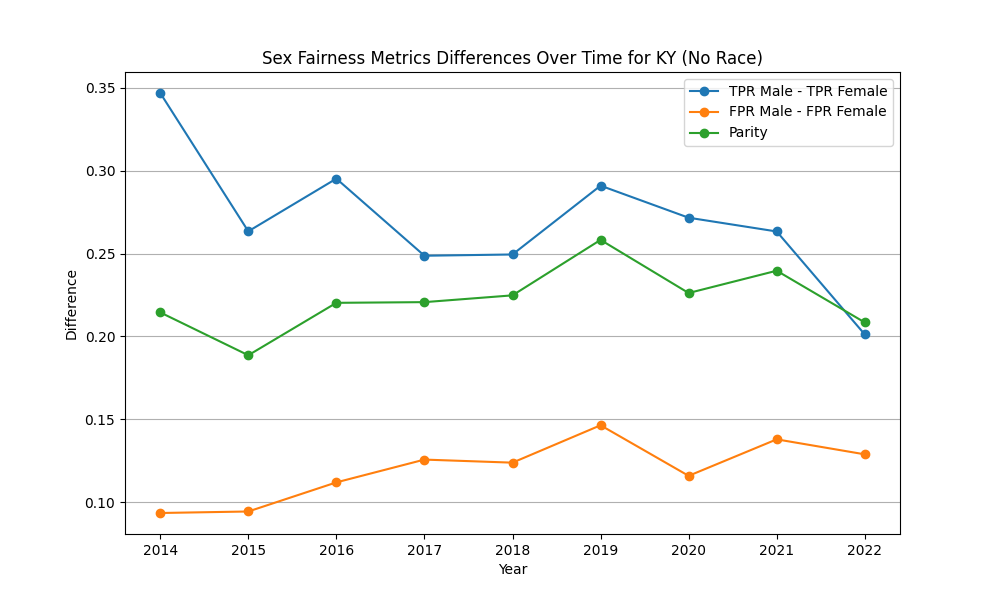 Sex Fairness Metrics Differences Over Time for KY (No Race)
TPR Male - TPR Female
FPR Male - FPR Female
Parity
Difference
0.35
0.30
0.25
0.20
0.15
0.10
2014 2015 2016 2017 2018 2019 2020 2021 2022
Year